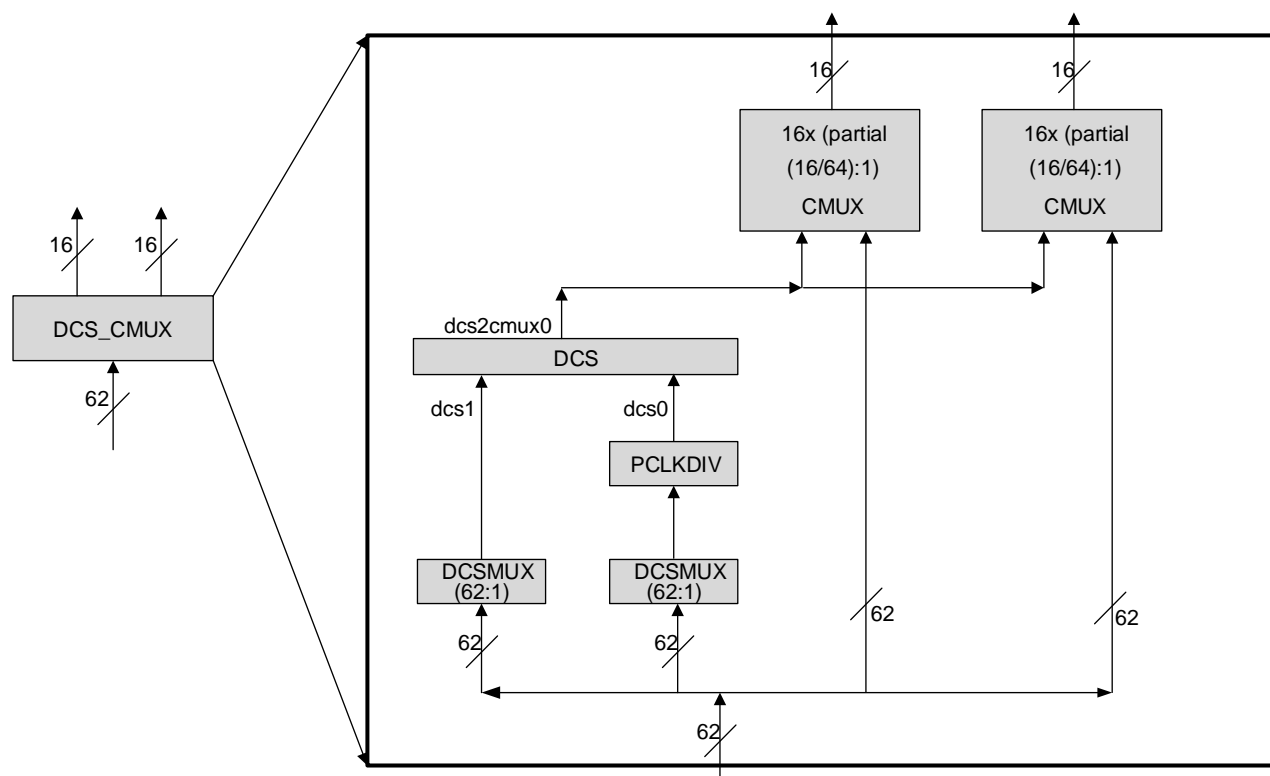 16
16
16x (partial
(16/64):1)
CMUX
16x (partial
(16/64):1)
CMUX
16
16
DCS_CMUX
62
dcs2cmux0
DCS
dcs1
dcs0
PCLKDIV
DCSMUX
(62:1)
DCSMUX
(62:1)
62
62
62
62
62